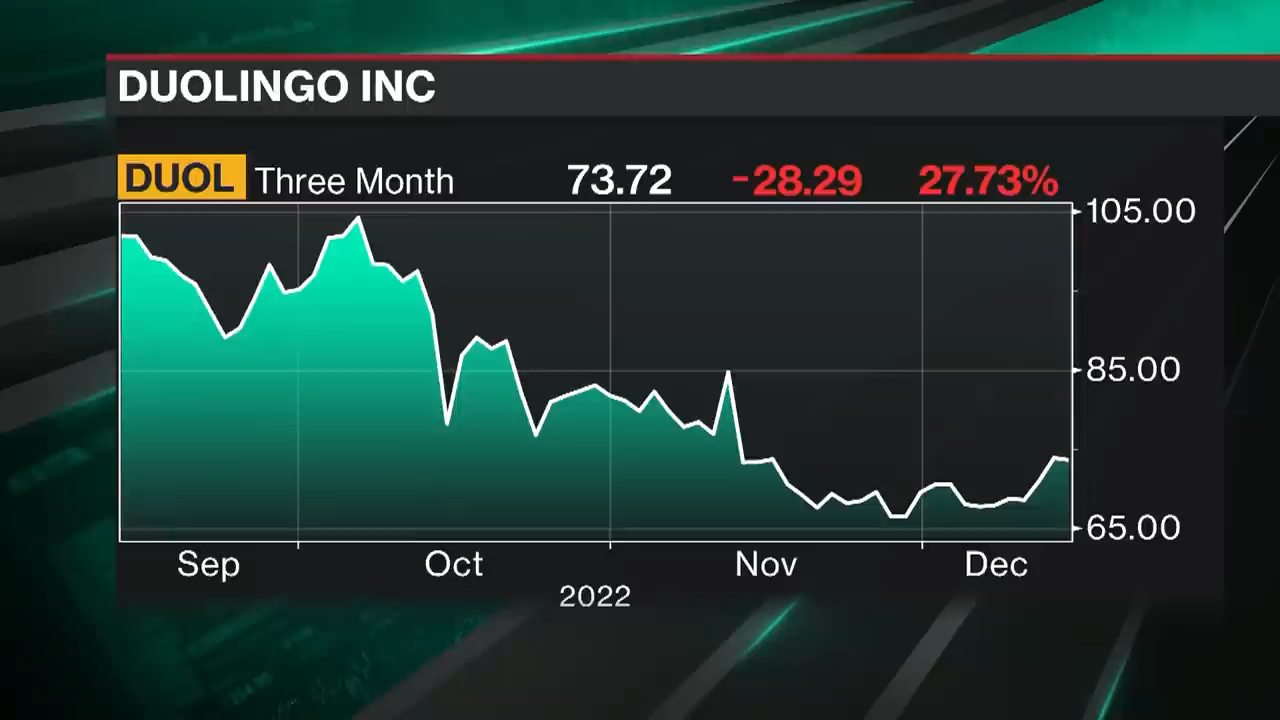 DUOLINGO INC
DUOL Three Month 73.72 -28.29 27.73%
105.00
85.00
65.00
Sep Oct Nov Dec
2022